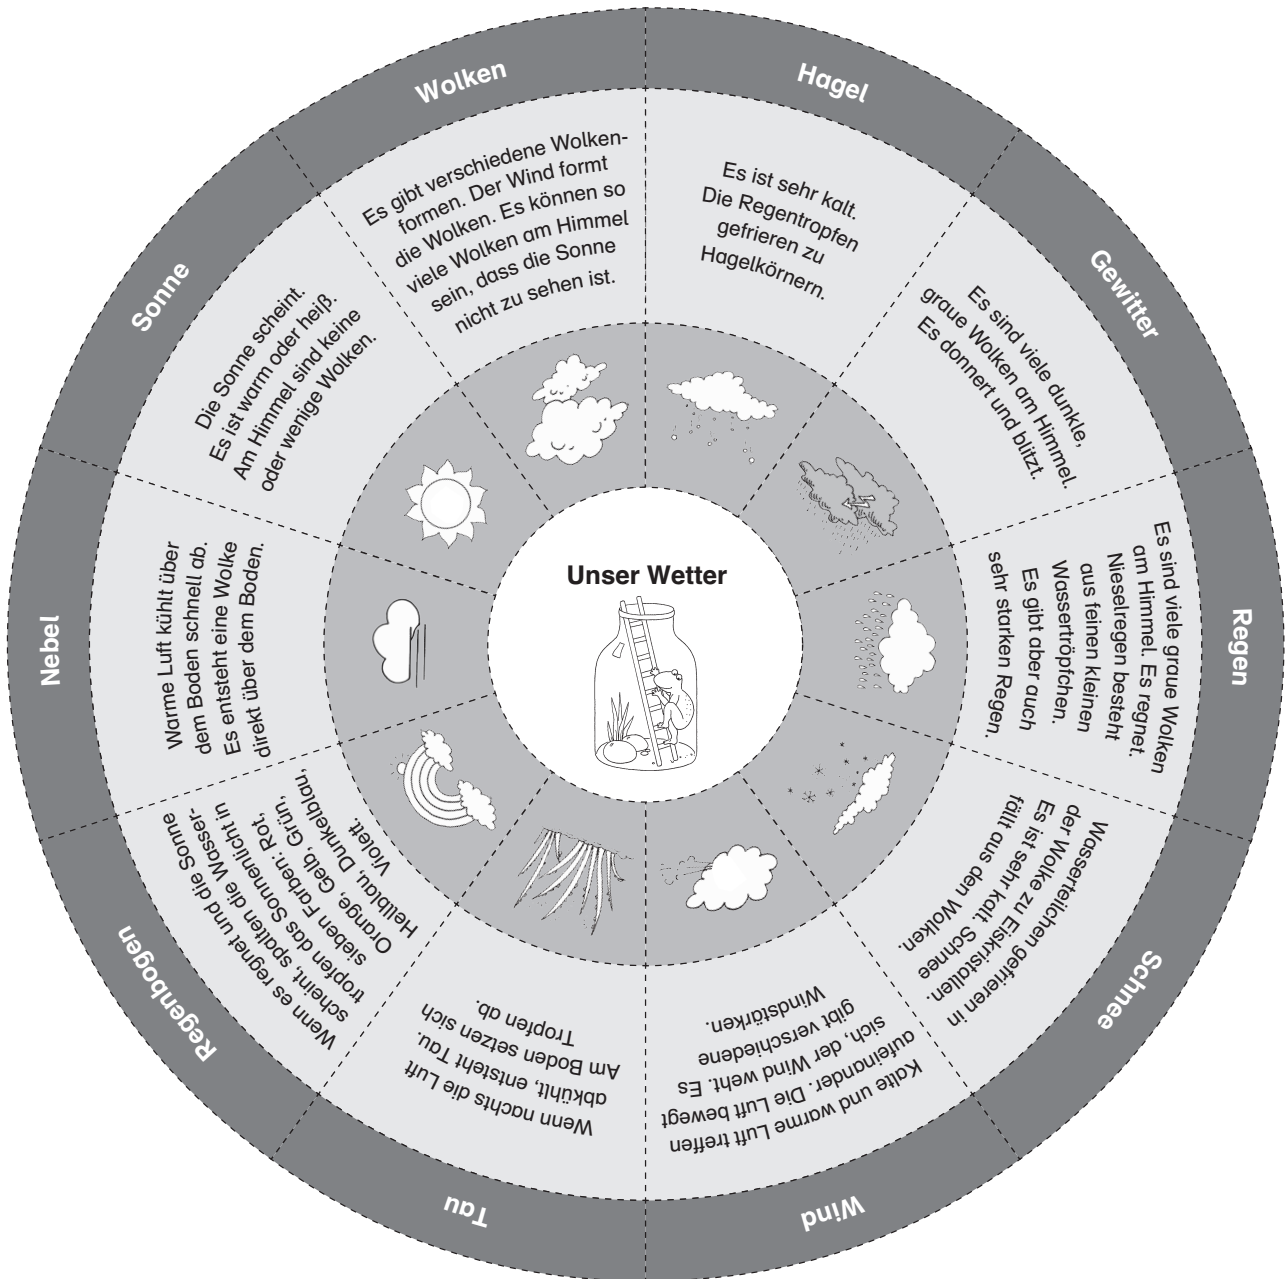 Unser Wetter
Wolken
Es gibt verschiedene Wolken-
formen. Der Wind formt
die Wolken. Es können so
viele Wolken am Himmel
sein, dass die Sonne
nicht zu sehen ist.
Hagel
Es ist sehr kalt.
Die Regentropfen
gefrieren zu
Hagelkörnern.
Gewitter
Es sind viele dunkle,
graue Wolken am Himmel.
Es donnert und blitzt.
Regen
Es sind viele graue Wolken
am Himmel. Es regnet.
Nieselregen besteht
aus feinen kleinen
Wassertröpfchen.
Es gibt aber auch
sehr starken Regen.
Schnee
Wasserteilchen gefrieren in
der Wolke zu Eiskristallen.
Es ist sehr kalt. Schnee
fällt aus den Wolken.
Wind
Kalte und warme Luft treffen
aufeinander. Die Luft bewegt
sich, der Wind weht. Es
gibt verschiedene
Windstärken.
Tau
Wenn nachts die Luft
abkühlt, entsteht Tau.
Am Boden setzen sich
Tropfen ab.
Regenbogen
Wenn es regnet und die Sonne
scheint, spalten die Wasser-
tropfen das Sonnenlicht in
sieben Farben: Rot,
Orange, Gelb, Grün,
Hellblau, Dunkelblau,
Violett.
Nebel
Warme Luft kühlt über
dem Boden schnell ab.
Es entsteht eine Wolke
direkt über dem Boden.
Sonne
Die Sonne scheint.
Es ist warm oder heiß.
Am Himmel sind keine
oder wenige Wolken.